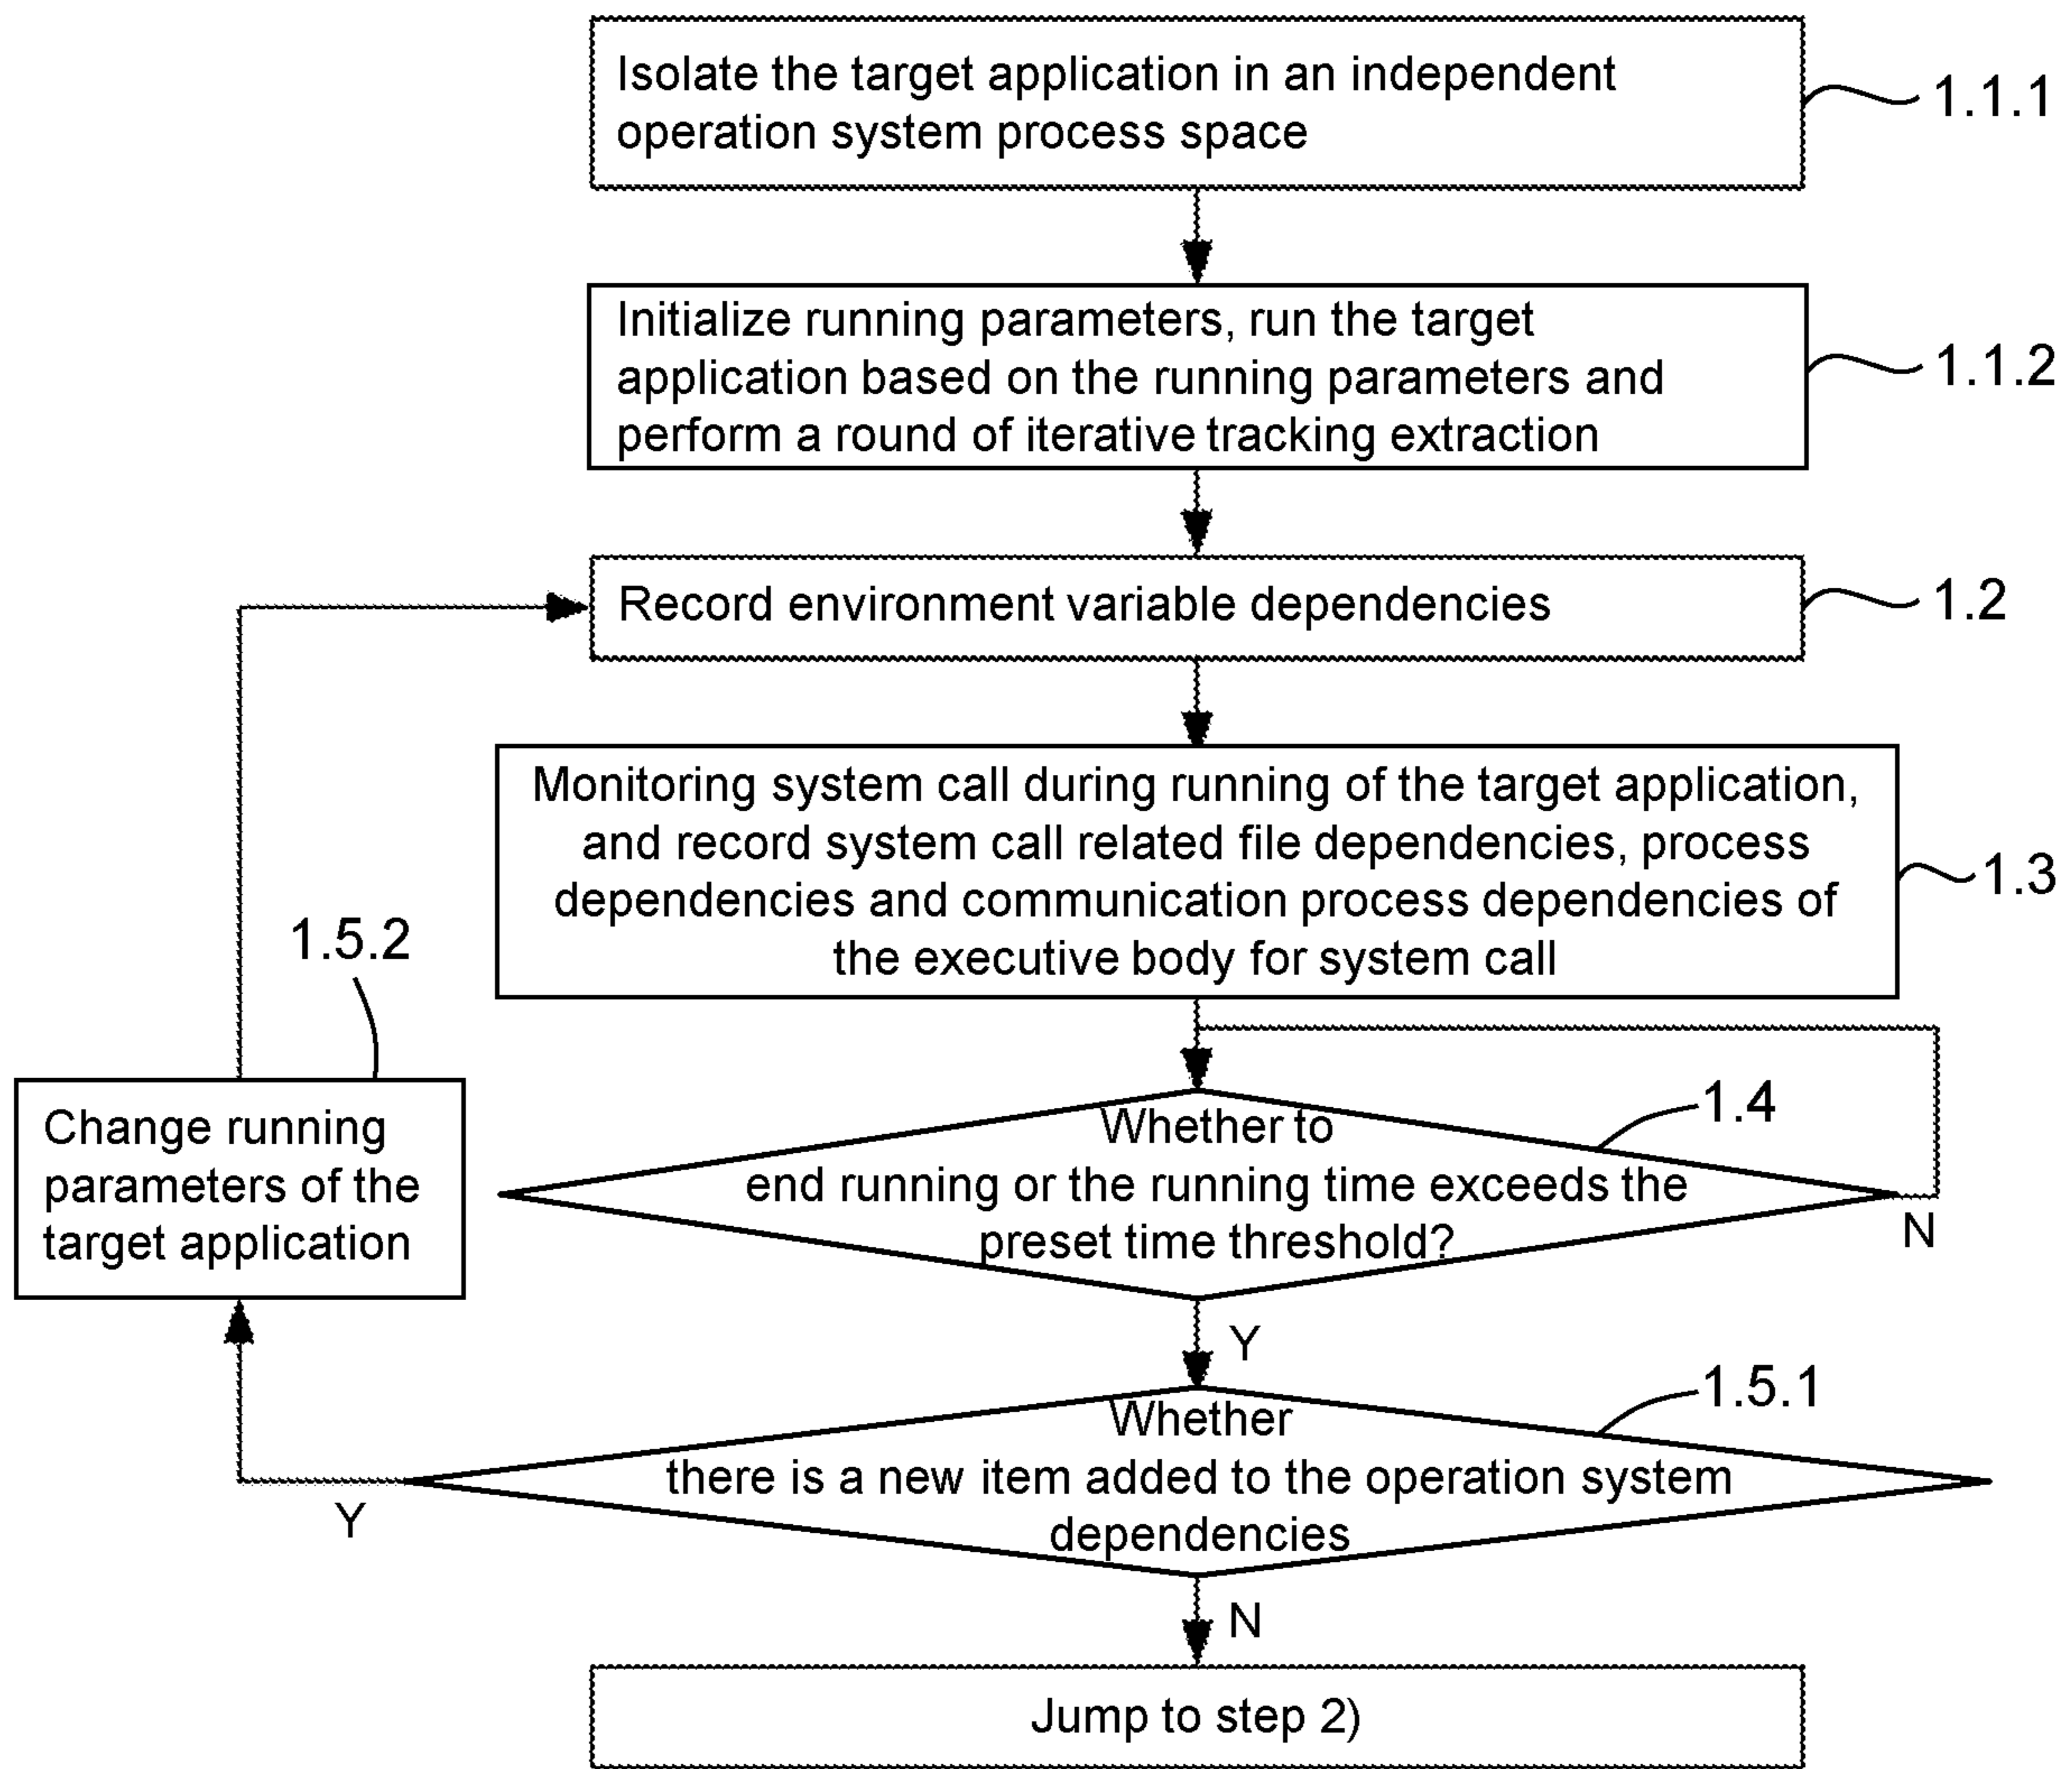 Isolate the target application in an independent
operation system process space
1.1.1
Initialize running parameters, run the target
application based on the running parameters and
perform a round of iterative tracking extraction
1.1.2
Record environment variable dependencies
1.2
Monitoring system call during running of the target application,
and record system call related file dependencies, process
dependencies and communication process dependencies of
the executive body for system call
1.3
1.5.2
Change running
parameters of the
target application
1.4
Whether to
end running or the running time exceeds the
preset time threshold?
N
Y
1.5.1
Whether
there is a new item added to the operation system
dependencies
Y
N
Jump to step 2)